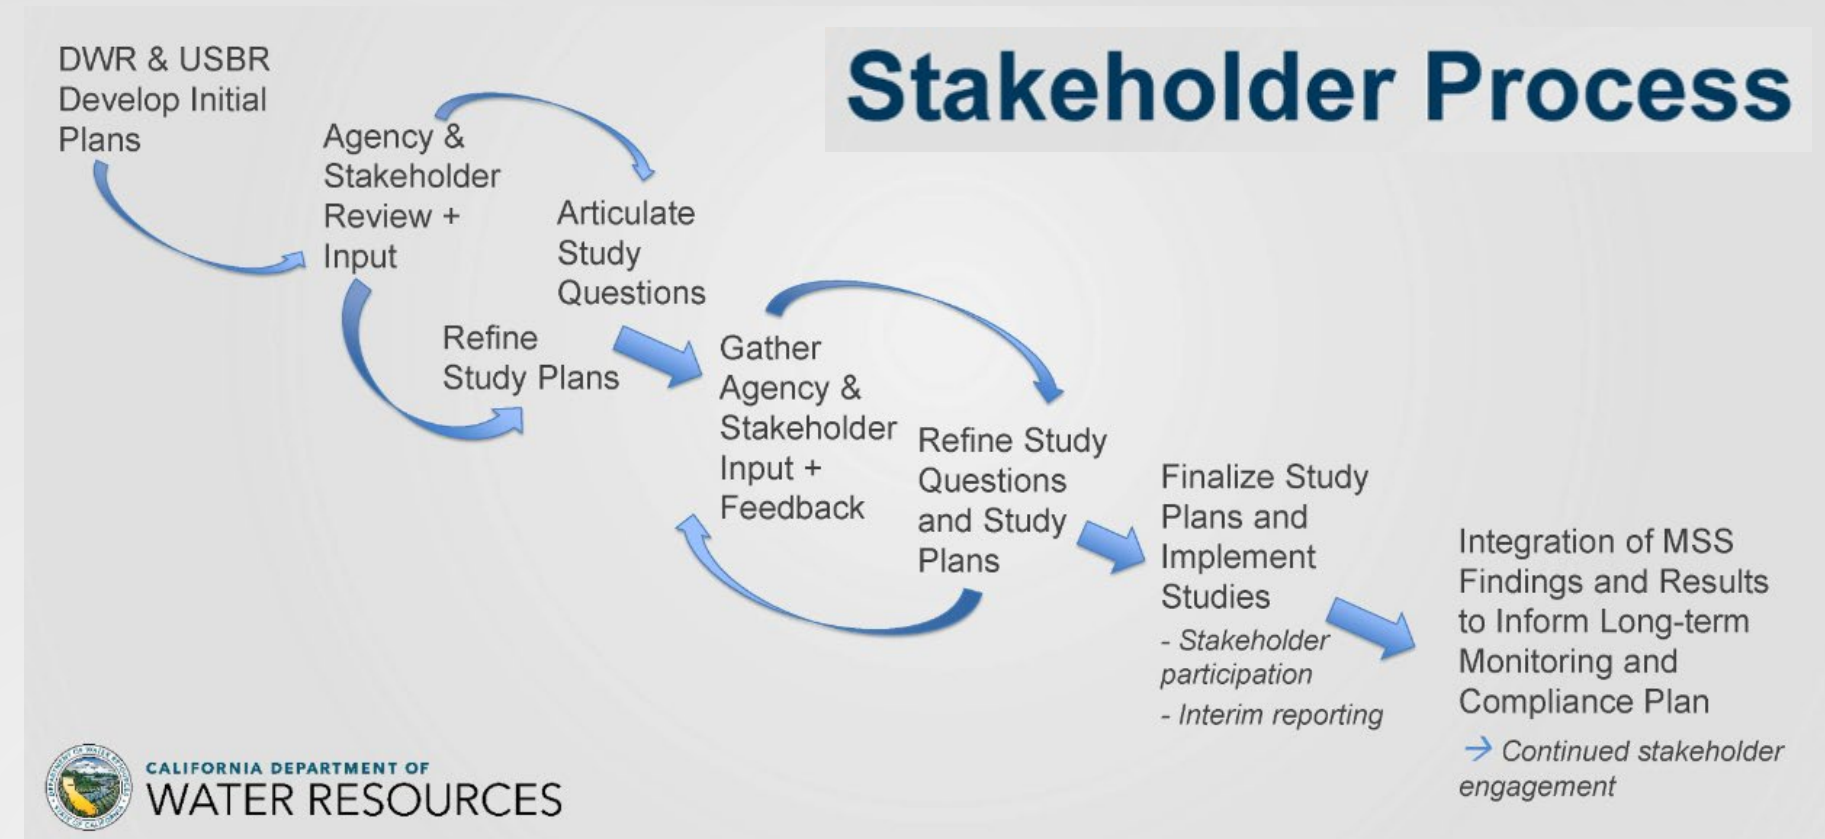 Stakeholder Process
DWR & USBR
Develop Initial
Plans
Agency &
Stakeholder
Review +
Input
Articulate
Study
Questions
Refine
Study Plans
Gather
Agency &
Stakeholder
Input +
Feedback
Refine Study
Questions
and Study
Plans
Finalize Study
Plans and
Implement
Studies
- Stakeholder
participation
- Interim reporting
Integration of MSS
Findings and Results
to Inform Long-term
Monitoring and
Compliance Plan
→ Continued stakeholder
engagement
CALIFORNIA DEPARTMENT OF
WATER RESOURCES